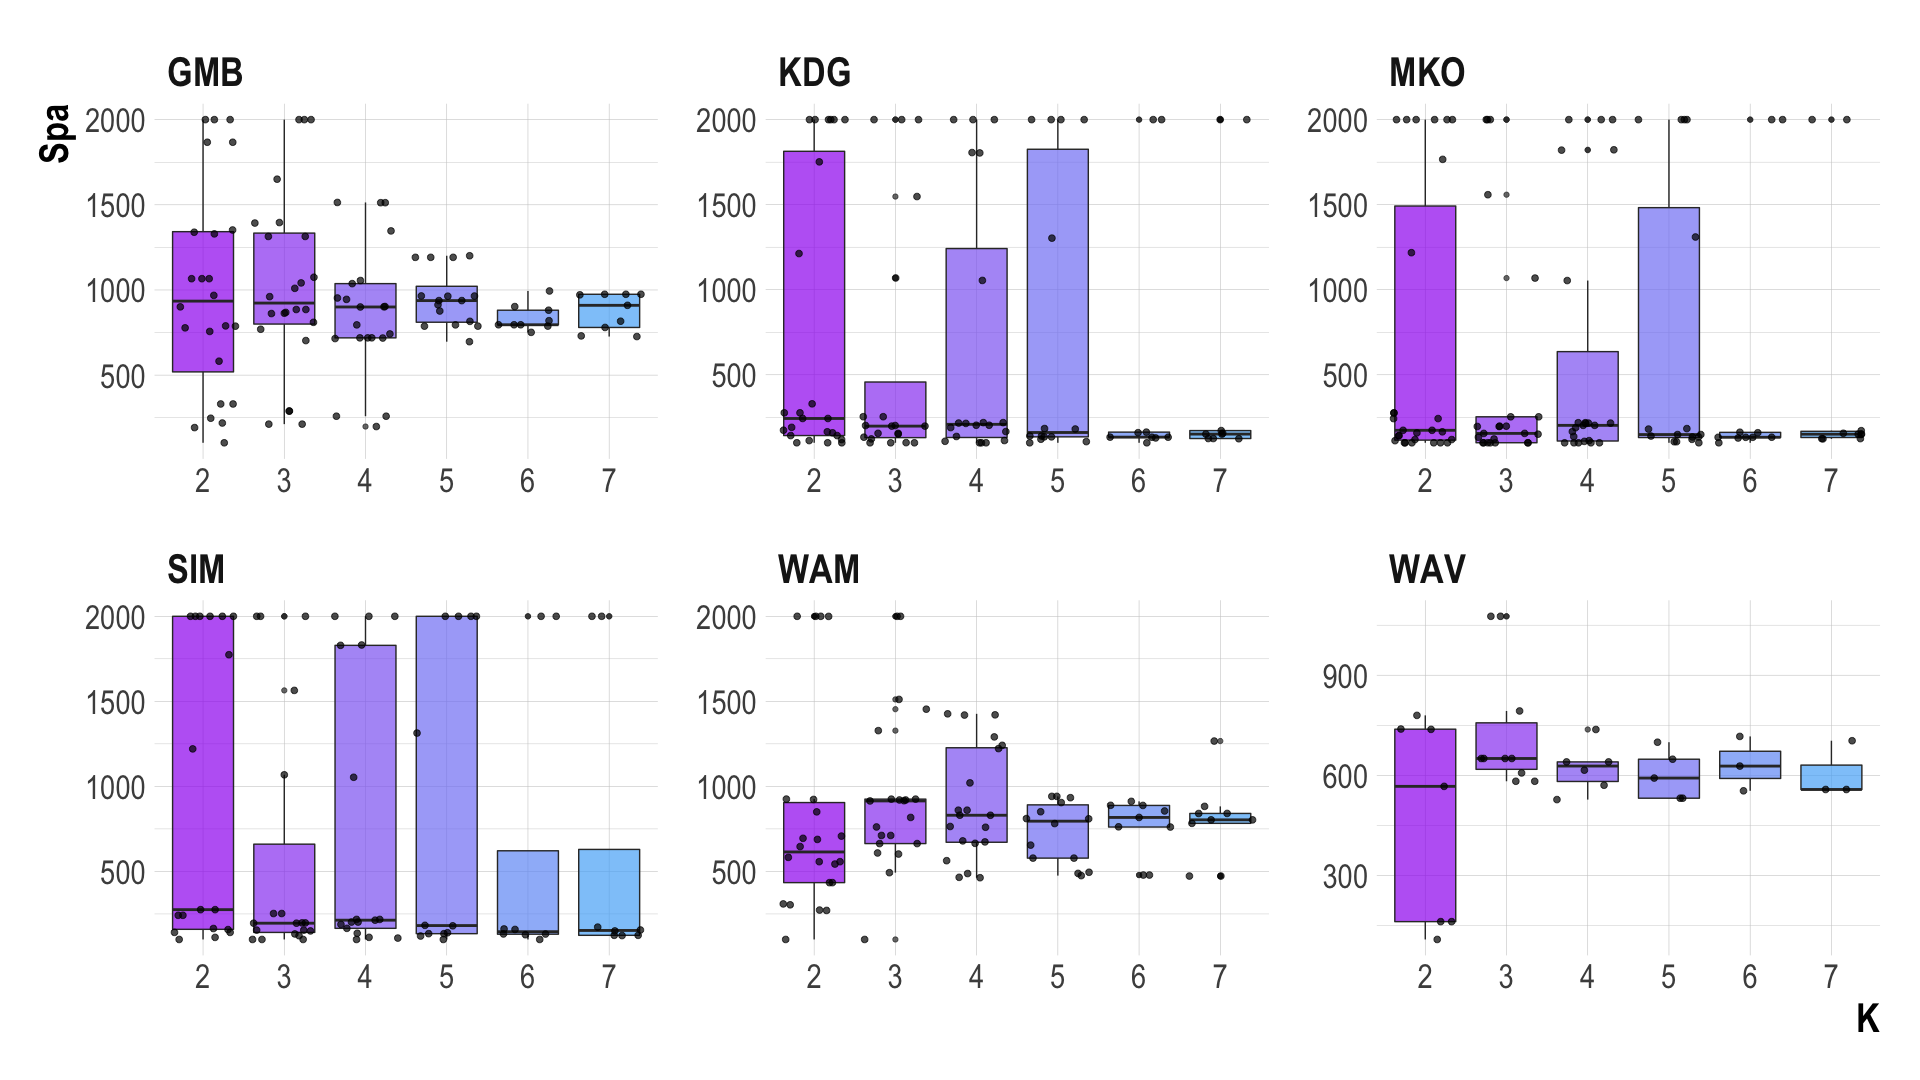 GMB KDG MKO
Spa
2000 2000 2000
1500 1500 1500
1000 1000 1000
500 500 500
2 3 4 5 6 7 2 3 4 5 6 7 2 3 4 5 6 7
SIM WAM WAV
2000 2000
900
1500 1500
600
1000 1000
500 500
300
2 3 4 5 6 7 2 3 4 5 6 7 2 3 4 5 6 7
K